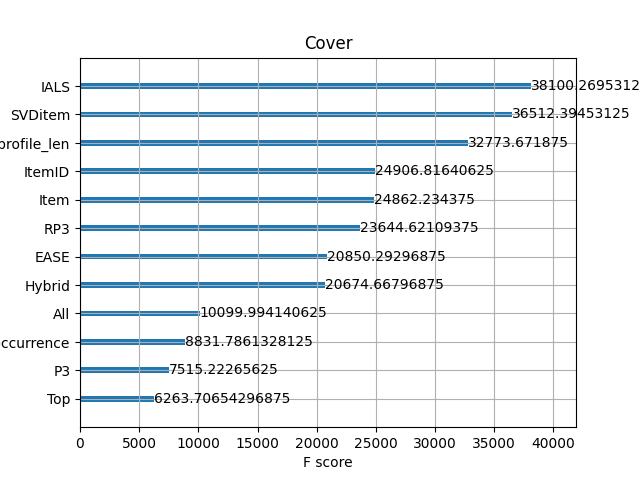 Cover
IALS 38100.2695312
SVDitem 36512.39453125
profile_len 32773.671875
ItemID 24906.81640625
Item 24862.234375
RP3 23644.62109375
EASE 20850.29296875
Hybrid 20674.66796875
All 10099.994140625
ccurrence 8831.7861328125
P3 7515.22265625
Top 6263.70654296875
0 5000 10000 15000 20000 25000 30000 35000 40000
F score